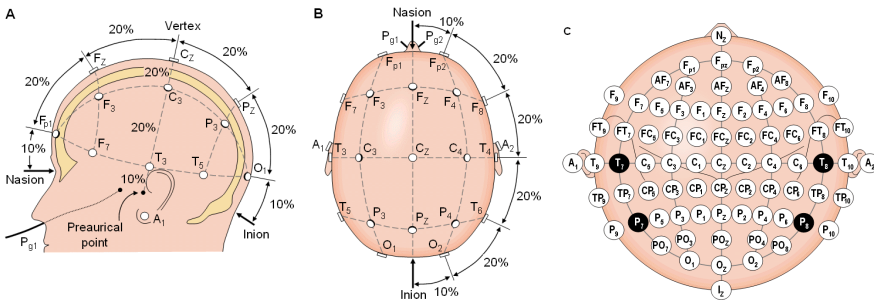 A
Vertex
20%
20%
FZ
CZ
20%
20%
20%
Fp1
F3
C3
PZ
20%
P3
20%
10%
F7
T3
T5
O1
Nasion
10%
10%
Preaurical
point
A1
Inion
Pg1
B
Nasion
10%
Pg1
Pg2
Fp1
Fp2
20%
F7
F3
FZ
F4
F8
20%
A1
T3
C3
CZ
C4
T4
A2
20%
T5
P3
PZ
P4
T6
O1
O2
20%
Inion
10%
C
NZ
Fp1 Fpz Fp2
AF7 AF3 AFZ AF4 AF8
F9 F7 F5 F3 F1 FZ F2 F4 F6 F8 F10
FT9 FT7 FC5 FC3 FC1 FCZ FC2 FC4 FC6 FT8 FT10
A1 T9 T7 C5 C3 C1 CZ C2 C4 C6 T8 T10 A2
TP9 TP7 CP5 CP3 CP1 CPZ CP2 CP4 CP6 TP8 TP10
P9 P7 P5 P3 P1 PZ P2 P4 P6 P8 P10
PO7 PO3 POZ PO4 PO8
O1 OZ O2
IZ